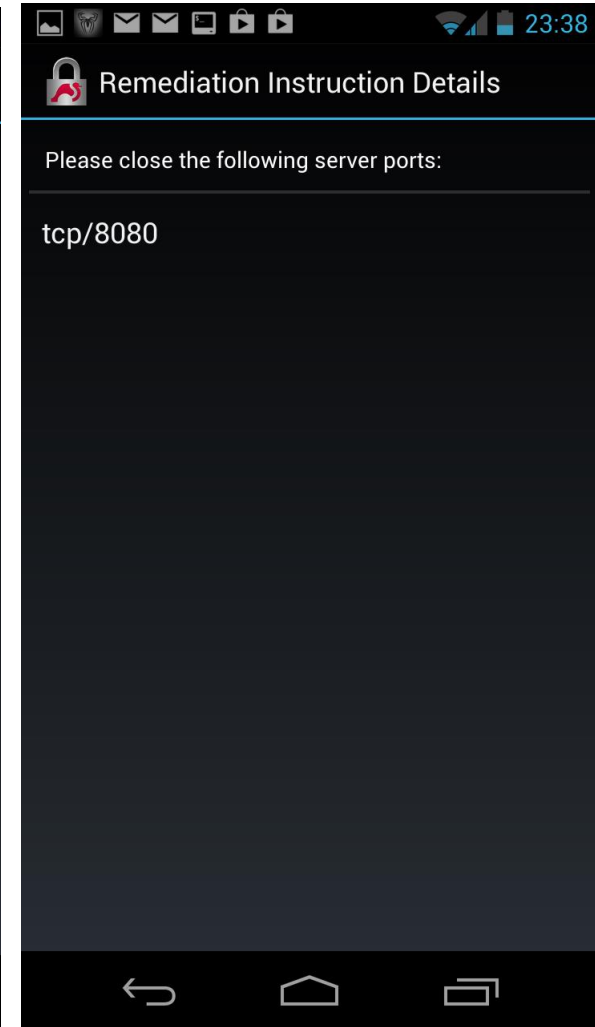 23:38
Remediation Instruction Details
Please close the following server ports:
tcp/8080